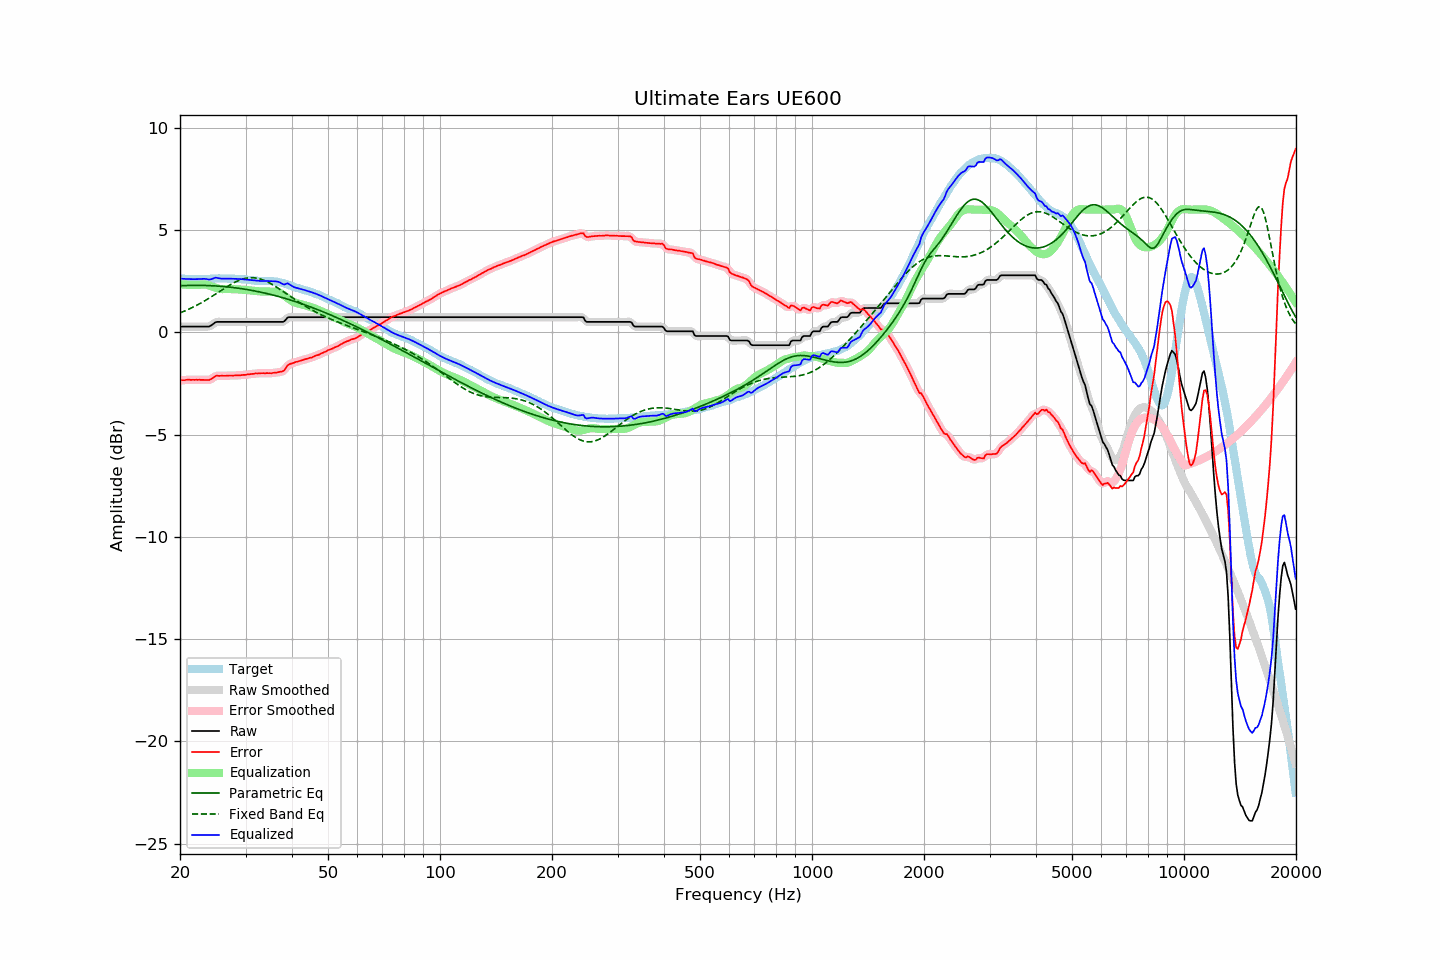 Ultimate Ears UE600
10
5
0
−5
−10
−15
−20
−25
Amplitude (dBr)
Target
Raw Smoothed
Error Smoothed
Raw
Error
Equalization
Parametric Eq
Fixed Band Eq
Equalized
20 50 100 200 500 1000 2000 5000 10000 20000
Frequency (Hz)